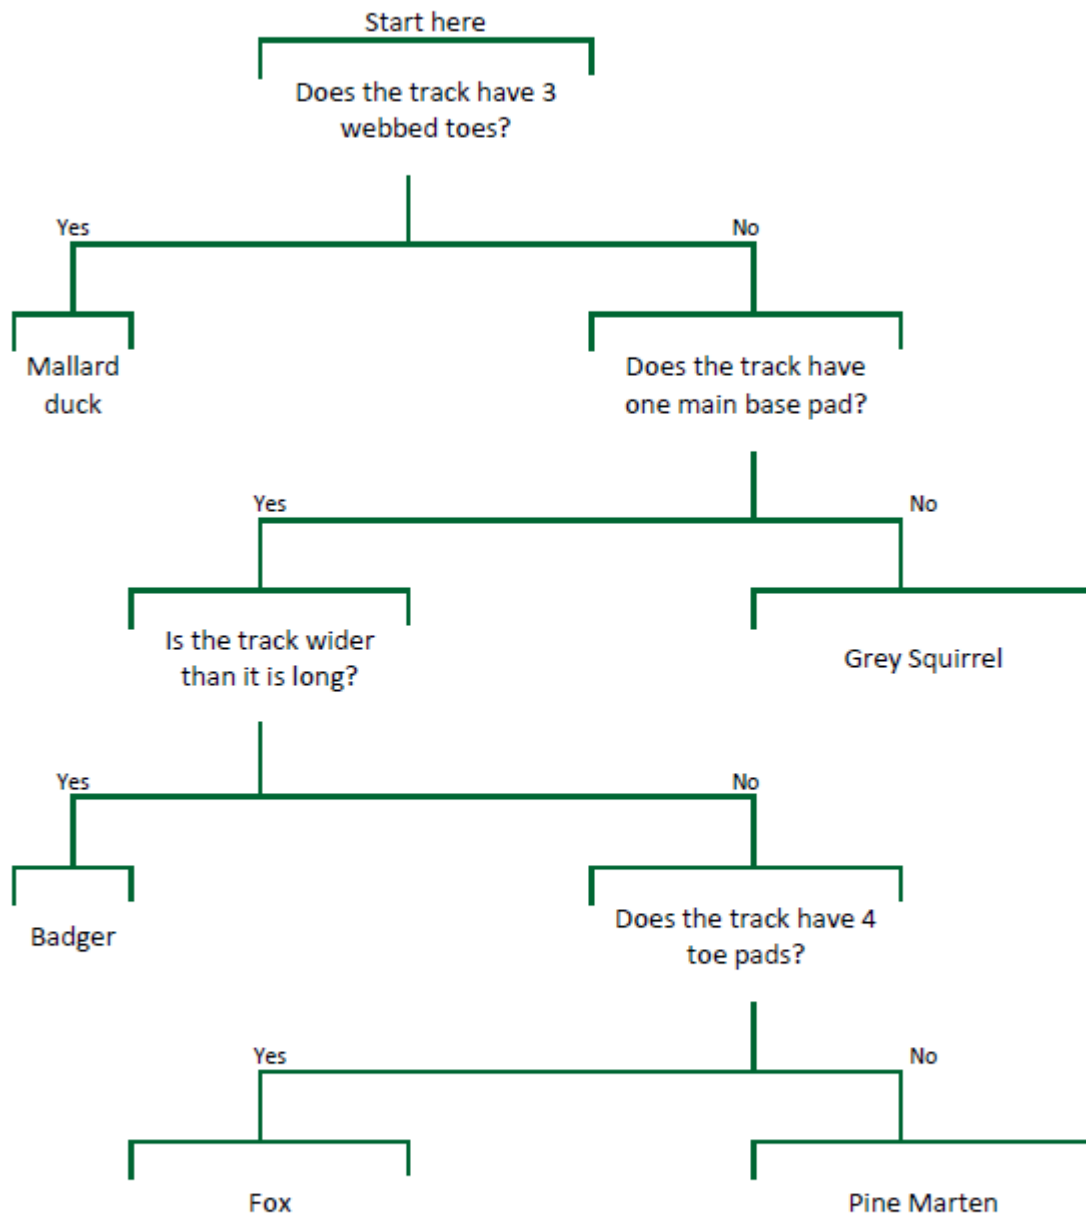 Start here
Does the track have 3
webbed toes?
Yes
No
Mallard
duck
Does the track have
one main base pad?
Yes
No
Is the track wider
than it is long?
Grey Squirrel
Yes
No
Badger
Does the track have 4
toe pads?
Yes
No
Fox
Pine Marten